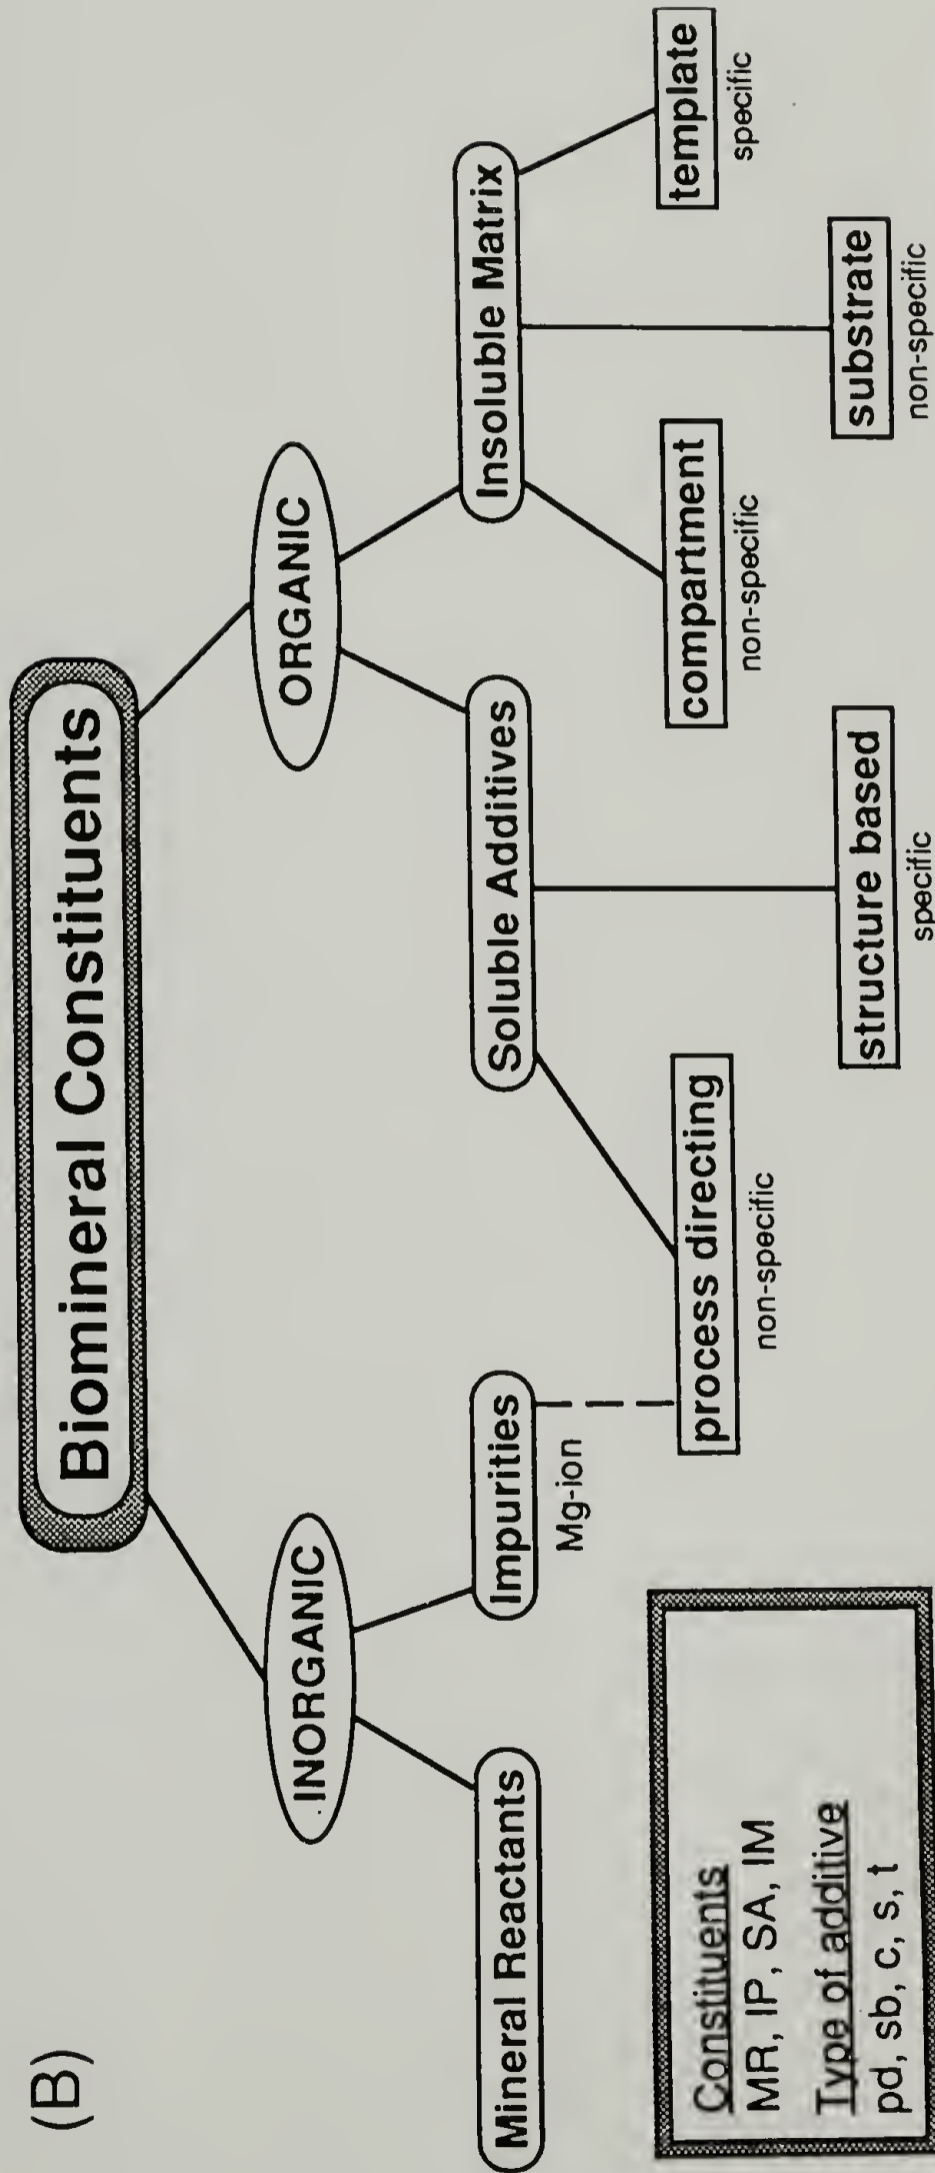 (B)
Biomineral Constituents
INORGANIC
ORGANIC
Mineral Reactants
Impurities
Soluble Additives
Insoluble Matrix
Mg-ion
process directing
non-specific
structure based
specific
compartment
non-specific
substrate
non-specific
template
specific
Constituents
MR, IP, SA, IM
Type of additive
pd, sb, c, s, t